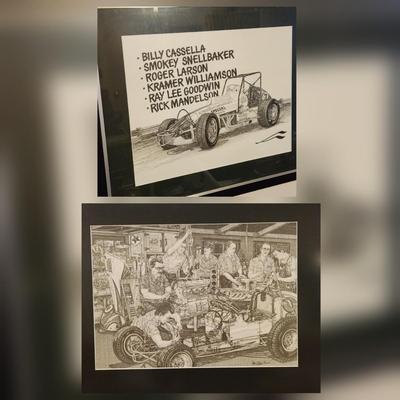 • BILLY CASSELLA
• SMOKEY SNELLBAKER
• ROGER LARSON
• KRAMER WILLIAMSON
• RAY LEE GOODWIN
• RICK MANDELSON